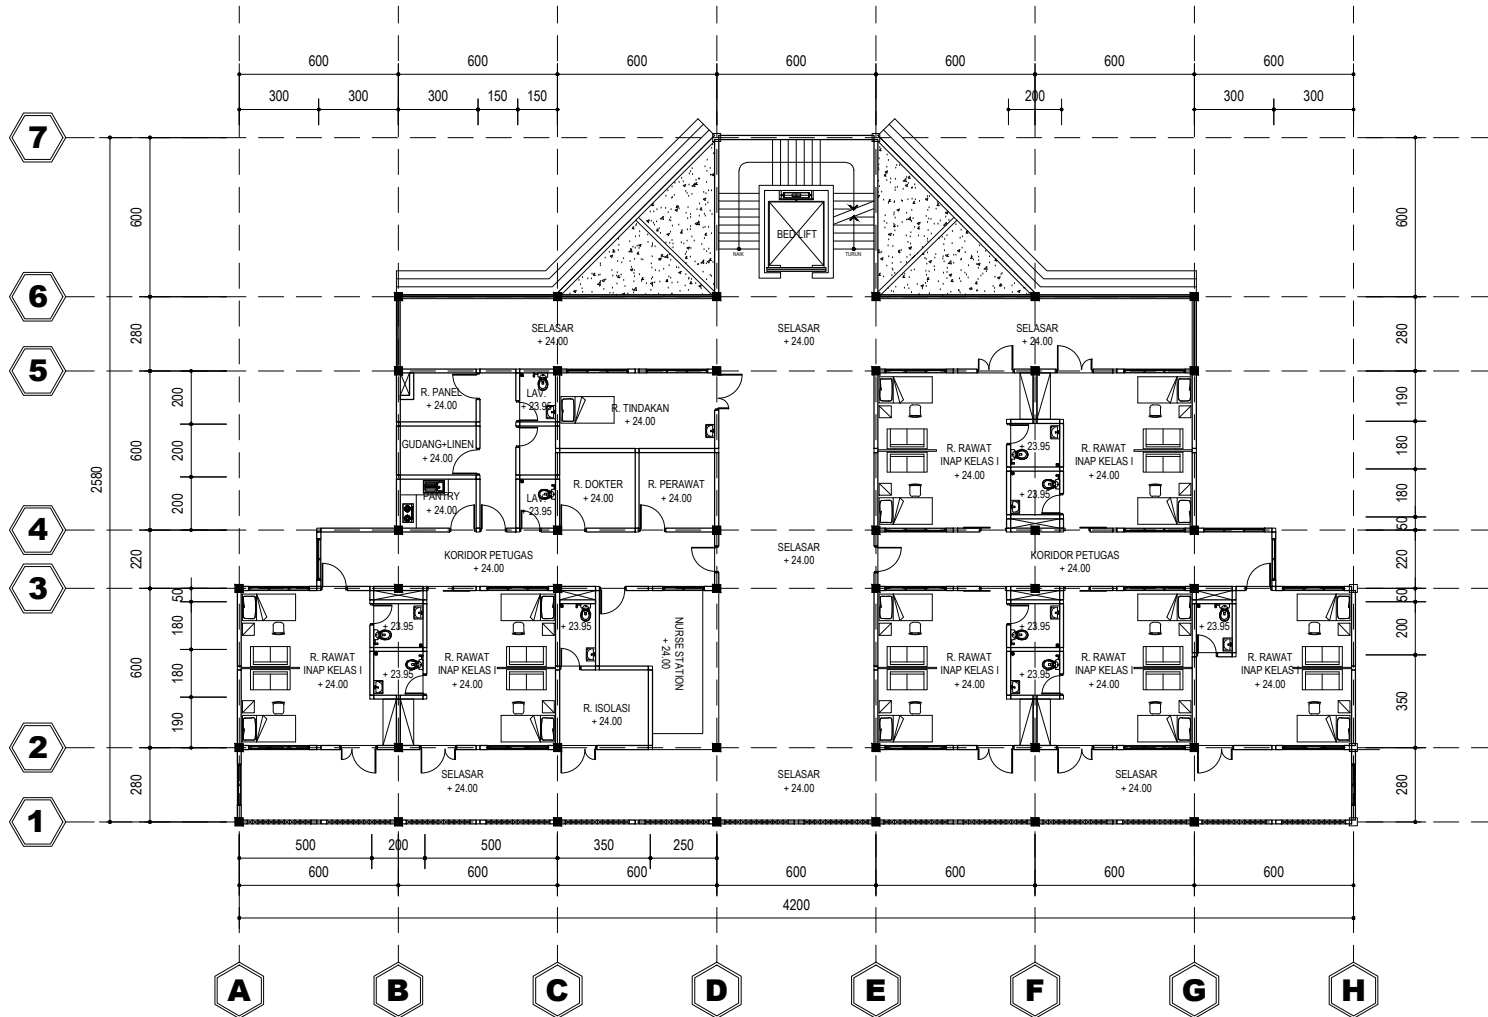 600
600
600
600
600
600
600
300
300
300
150
150
200
300
300
7
600
600
BED LIFT
NAIK
TURUN
6
280
SELASAR
+ 24.00
SELASAR
+ 24.00
SELASAR
+ 24.00
280
5
200
R. PANEL
+ 24.00
LAV.
+ 23.95
R. TINDAKAN
+ 24.00
190
2580
600
200
GUDANG+LINEN
+ 24.00
R. RAWAT
INAP KELAS I
+ 24.00
+ 23.95
R. RAWAT
INAP KELAS I
+ 24.00
180
200
PANTRY
+ 24.00
LAV.
+ 23.95
R. DOKTER
+ 24.00
R. PERAWAT
+ 24.00
+ 23.95
180
50
4
220
KORIDOR PETUGAS
+ 24.00
SELASAR
+ 24.00
KORIDOR PETUGAS
+ 24.00
220
3
50
50
180
+ 23.95
+ 23.95
NURSE STATION
+ 24.00
+ 23.95
+ 23.95
200
600
180
R. RAWAT
INAP KELAS I
+ 24.00
+ 23.95
R. RAWAT
INAP KELAS I
+ 24.00
R. RAWAT
INAP KELAS I
+ 24.00
+ 23.95
R. RAWAT
INAP KELAS I
+ 24.00
R. RAWAT
INAP KELAS I
+ 24.00
190
R. ISOLASI
+ 24.00
350
2
280
SELASAR
+ 24.00
SELASAR
+ 24.00
SELASAR
+ 24.00
280
1
500
200
500
350
250
600
600
600
600
600
600
600
4200
A
B
C
D
E
F
G
H